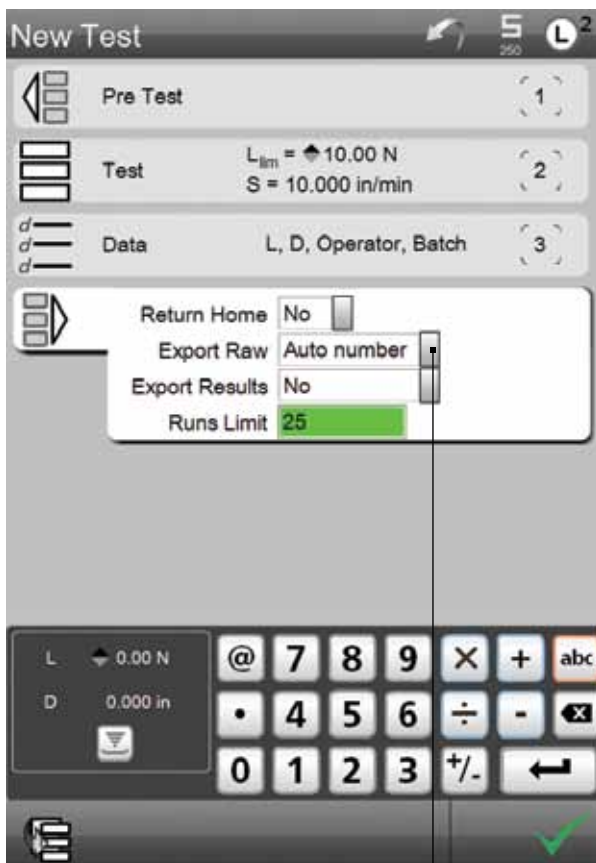 New Test S 250 L 2
Pre Test 1
Test Llim = 10.00 N 2
S = 10.000 in/min
d
d Data L, D, Operator, Batch 3
d
Return Home No
Export Raw Auto number
Export Results No
Runs Limit 25
L 0.00 N @ 7 8 9 × + abc
D 0.000 in • 4 5 6 ÷ -
0 1 2 3 +/-